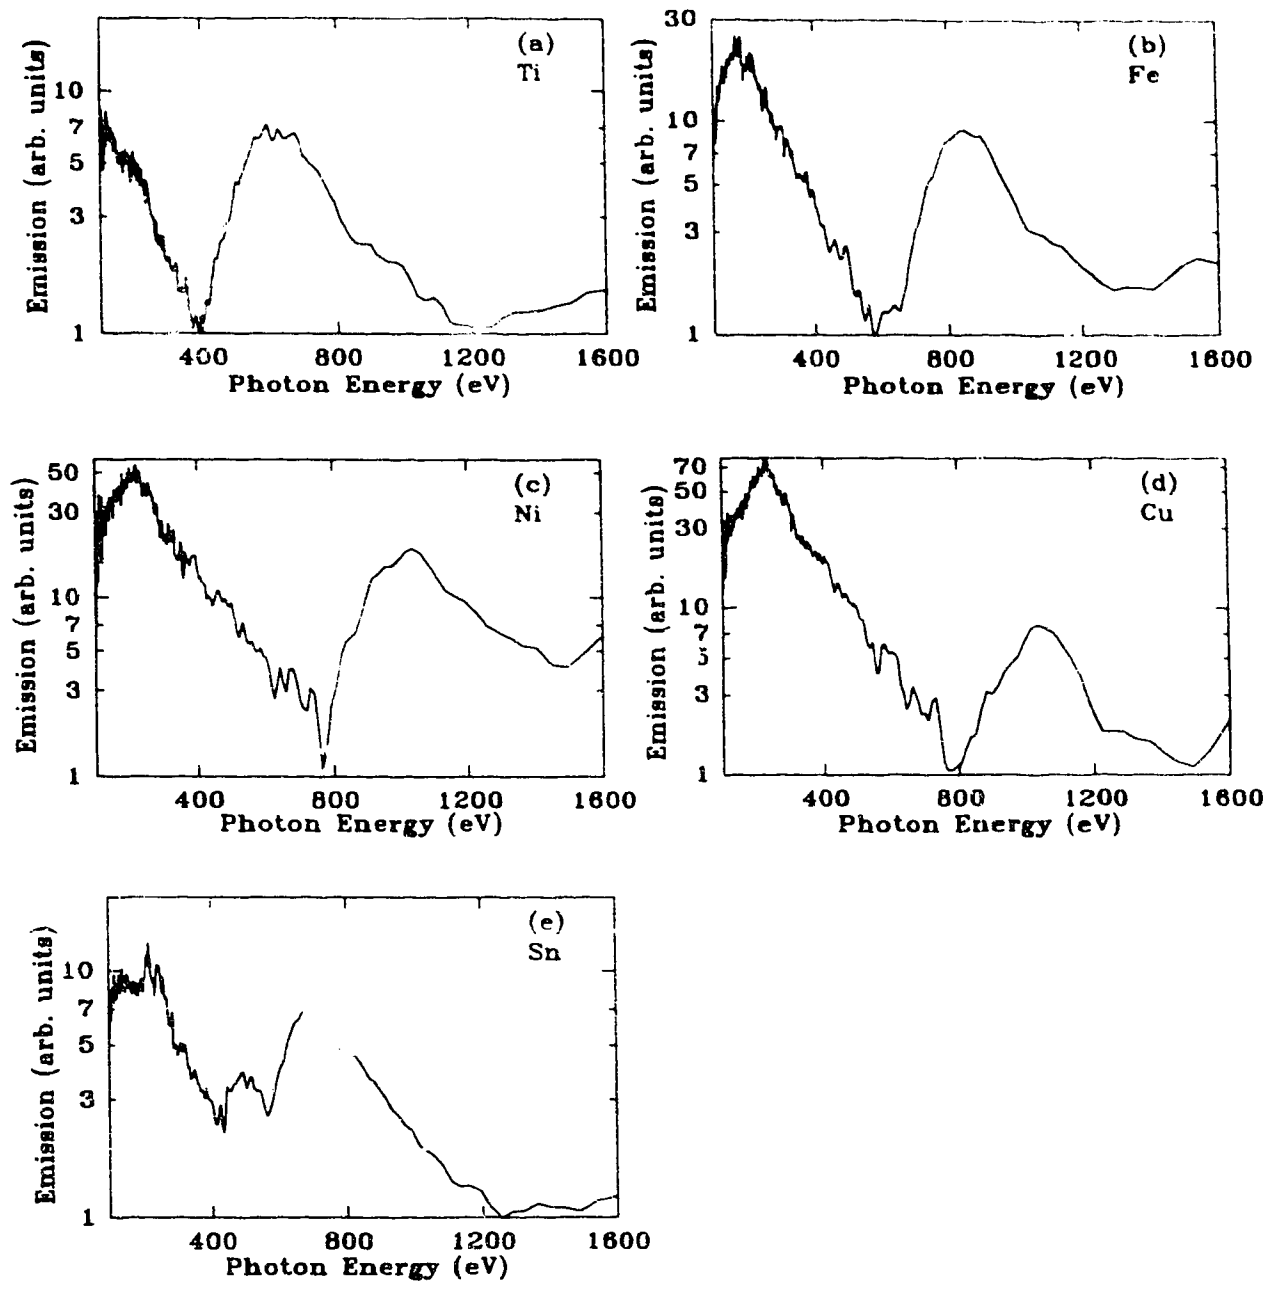 (a)
Ti
10
7
5
3
1
Emission (arb. units)
400 800 1200 1600
Photon Energy (eV)
(b)
Fe
30
10
7
5
3
1
Emission (arb. units)
400 800 1200 1600
Photon Energy (eV)
(c)
Ni
50
30
10
7
5
3
1
Emission (arb. units)
400 800 1200 1600
Photon Energy (eV)
(d)
Cu
70
50
30
10
7
5
3
1
Emission (arb. units)
400 800 1200 1600
Photon Energy (eV)
(e)
Sn
10
7
5
3
1
Emission (arb. units)
400 800 1200 1600
Photon Energy (eV)